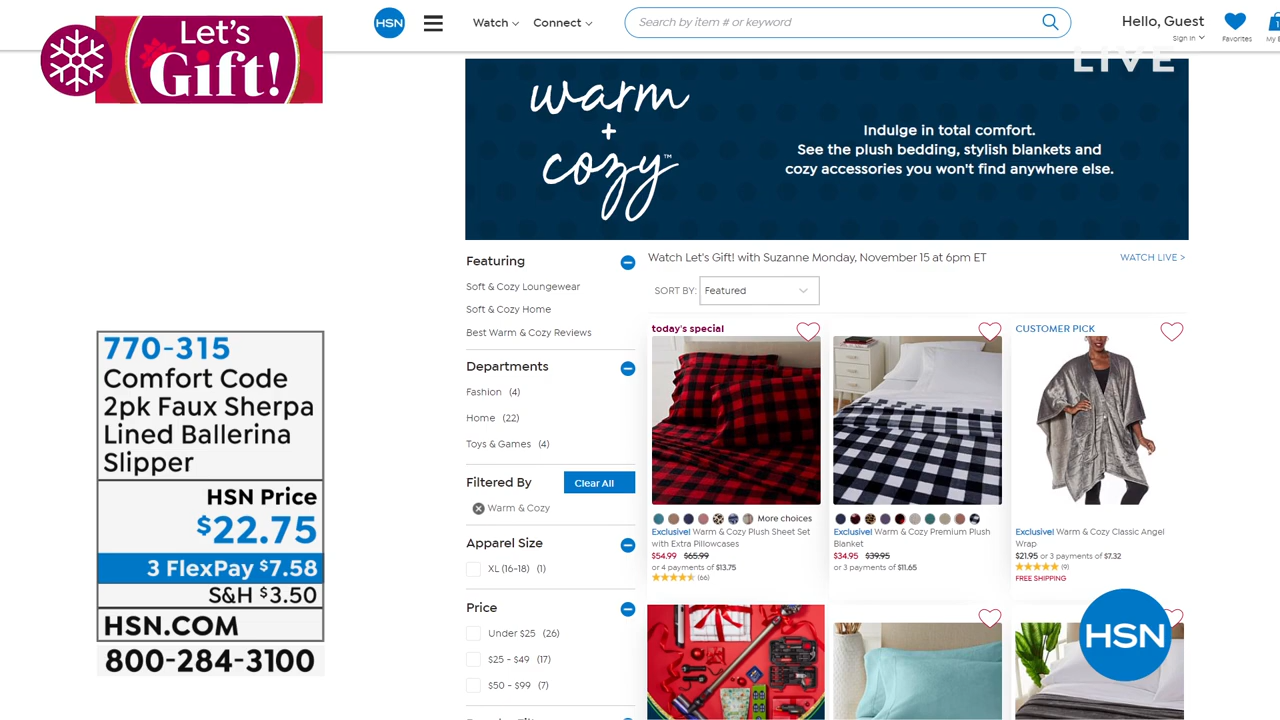 Let's
Gift!
HSN
Watch
Connect
Search by item # or keyword
Hello, Guest
Sign In
Favorites
LIVE
warm
+
cozy™
Indulge in total comfort.
See the plush bedding, stylish blankets and
cozy accessories you won't find anywhere else.
Featuring
Soft & Cozy Loungewear
Soft & Cozy Home
Best Warm & Cozy Reviews
Departments
Fashion (4)
Home (22)
Toys & Games (4)
Filtered By
Clear All
Warm & Cozy
Apparel Size
XL (16-18) (1)
Price
Under $25 (26)
$25 - $49 (17)
$50 - $99 (7)
Watch Let's Gift! with Suzanne Monday, November 15 at 6pm ET
WATCH LIVE >
SORT BY:
Featured
today's special
More choices
Exclusive! Warm & Cozy Plush Sheet Set
with Extra Pillowcases
$54.99 $65.99
or 4 payments of $13.75
(66)
Exclusive! Warm & Cozy Premium Plush
Blanket
$34.95 $39.95
or 3 payments of $11.65
CUSTOMER PICK
Exclusive! Warm & Cozy Classic Angel
Wrap
$21.95 or 3 payments of $7.32
(9)
FREE SHIPPING
770-315
Comfort Code
2pk Faux Sherpa
Lined Ballerina
Slipper
HSN Price
$22.75
3 FlexPay $7.58
S&H $3.50
HSN.COM
800-284-3100
HSN